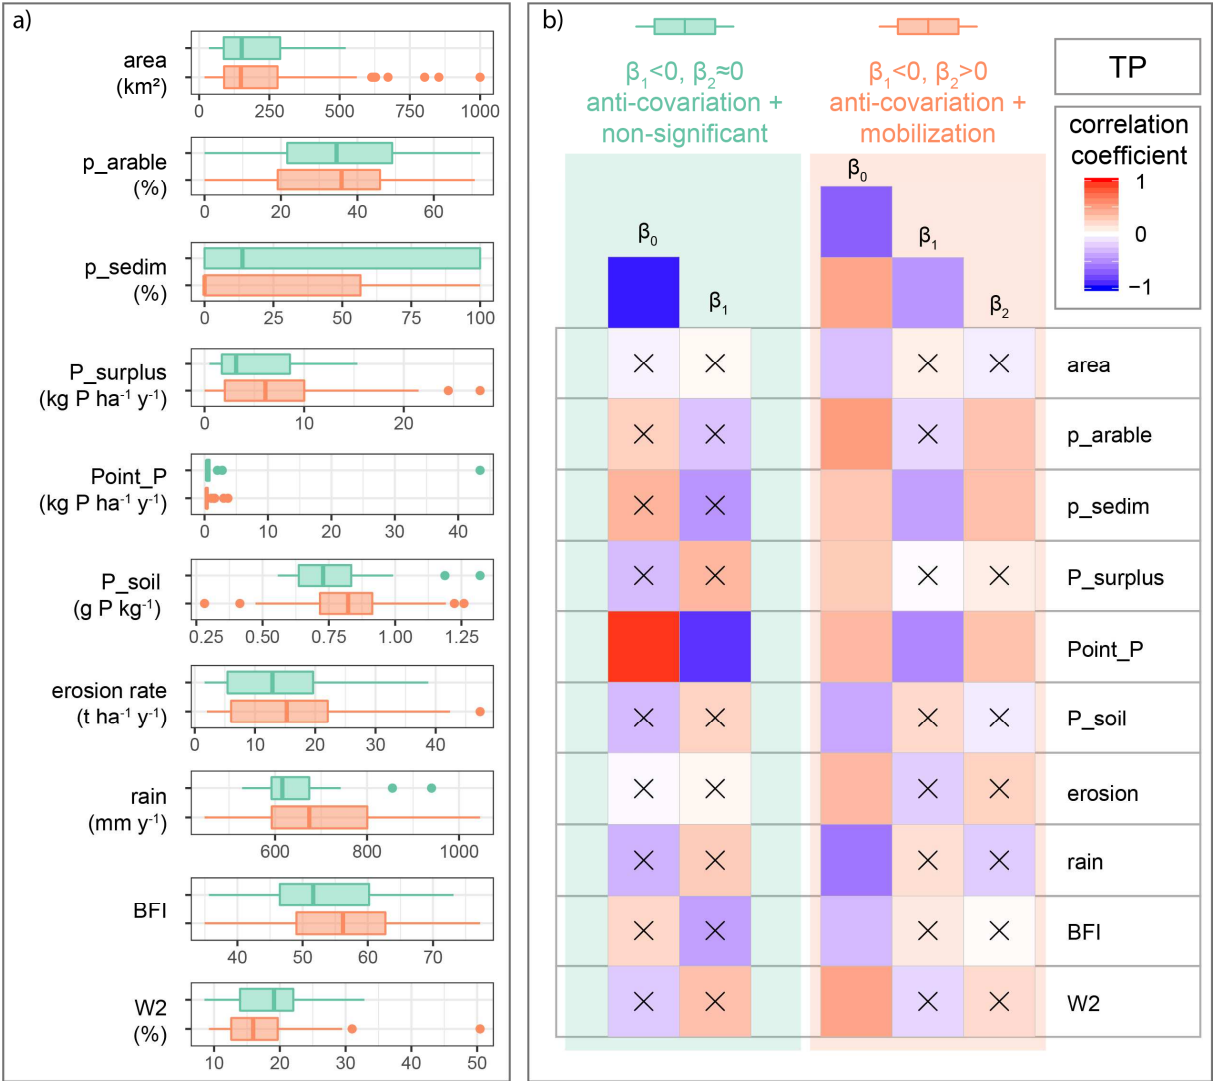 a)
area
(km²)
0 250 500 750 1000
p_arable
(%)
0 20 40 60
p_sedim
(%)
0 25 50 75 100
P_surplus
(kg P ha⁻¹ y⁻¹)
0 10 20
Point_P
(kg P ha⁻¹ y⁻¹)
0 10 20 30 40
P_soil
(g P kg⁻¹)
0.25 0.50 0.75 1.00 1.25
erosion rate
(t ha⁻¹ y⁻¹)
0 10 20 30 40
rain
(mm y⁻¹)
600 800 1000
BFI
40 50 60 70
W2
(%)
10 20 30 40 50
b)
β₁<0, β₂≈0
anti-covariation +
non-significant
β₁<0, β₂>0
anti-covariation +
mobilization
TP
correlation
coefficient
1
0
−1
β₀
β₁
β₀
β₁
β₂
area
p_arable
p_sedim
P_surplus
Point_P
P_soil
erosion
rain
BFI
W2